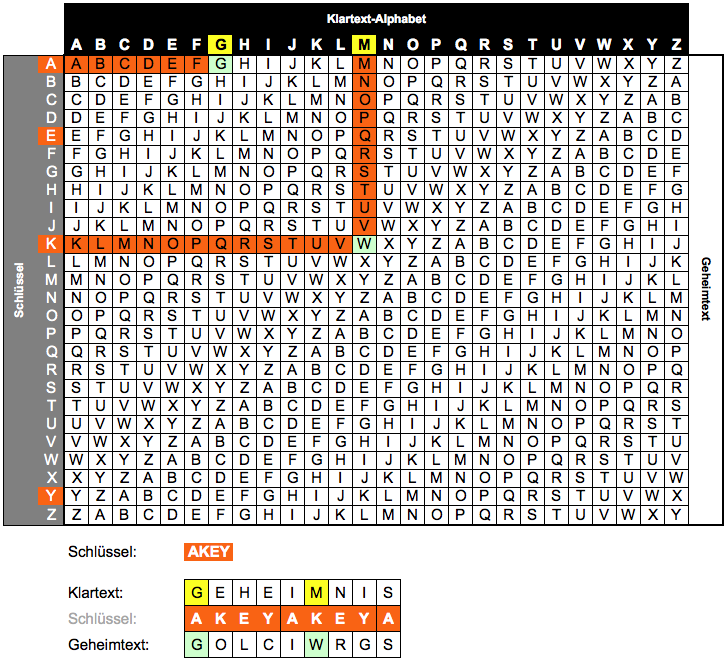 Klartext-Alphabet
A B C D E F G H I J K L M N O P Q R S T U V W X Y Z
A A B C D E F G H I J K L M N O P Q R S T U V W X Y Z
B B C D E F G H I J K L M N O P Q R S T U V W X Y Z A
C C D E F G H I J K L M N O P Q R S T U V W X Y Z A B
D D E F G H I J K L M N O P Q R S T U V W X Y Z A B C
E E F G H I J K L M N O P Q R S T U V W X Y Z A B C D
F F G H I J K L M N O P Q R S T U V W X Y Z A B C D E
G G H I J K L M N O P Q R S T U V W X Y Z A B C D E F
H H I J K L M N O P Q R S T U V W X Y Z A B C D E F G
I I J K L M N O P Q R S T U V W X Y Z A B C D E F G H
J J K L M N O P Q R S T U V W X Y Z A B C D E F G H I
K K L M N O P Q R S T U V W X Y Z A B C D E F G H I J
L L M N O P Q R S T U V W X Y Z A B C D E F G H I J K
M M N O P Q R S T U V W X Y Z A B C D E F G H I J K L
N N O P Q R S T U V W X Y Z A B C D E F G H I J K L M
O O P Q R S T U V W X Y Z A B C D E F G H I J K L M N
P P Q R S T U V W X Y Z A B C D E F G H I J K L M N O
Q Q R S T U V W X Y Z A B C D E F G H I J K L M N O P
R R S T U V W X Y Z A B C D E F G H I J K L M N O P Q
S S T U V W X Y Z A B C D E F G H I J K L M N O P Q R
T T U V W X Y Z A B C D E F G H I J K L M N O P Q R S
U U V W X Y Z A B C D E F G H I J K L M N O P Q R S T
V V W X Y Z A B C D E F G H I J K L M N O P Q R S T U
W W X Y Z A B C D E F G H I J K L M N O P Q R S T U V
X X Y Z A B C D E F G H I J K L M N O P Q R S T U V W
Y Y Z A B C D E F G H I J K L M N O P Q R S T U V W X
Z Z A B C D E F G H I J K L M N O P Q R S T U V W X Y
Schlüssel
Geheimtext
Schlüssel: AKEY
Klartext: G E H E I M N I S
Schlüssel: A K E Y A K E Y A
Geheimtext: G O L C I W R G S